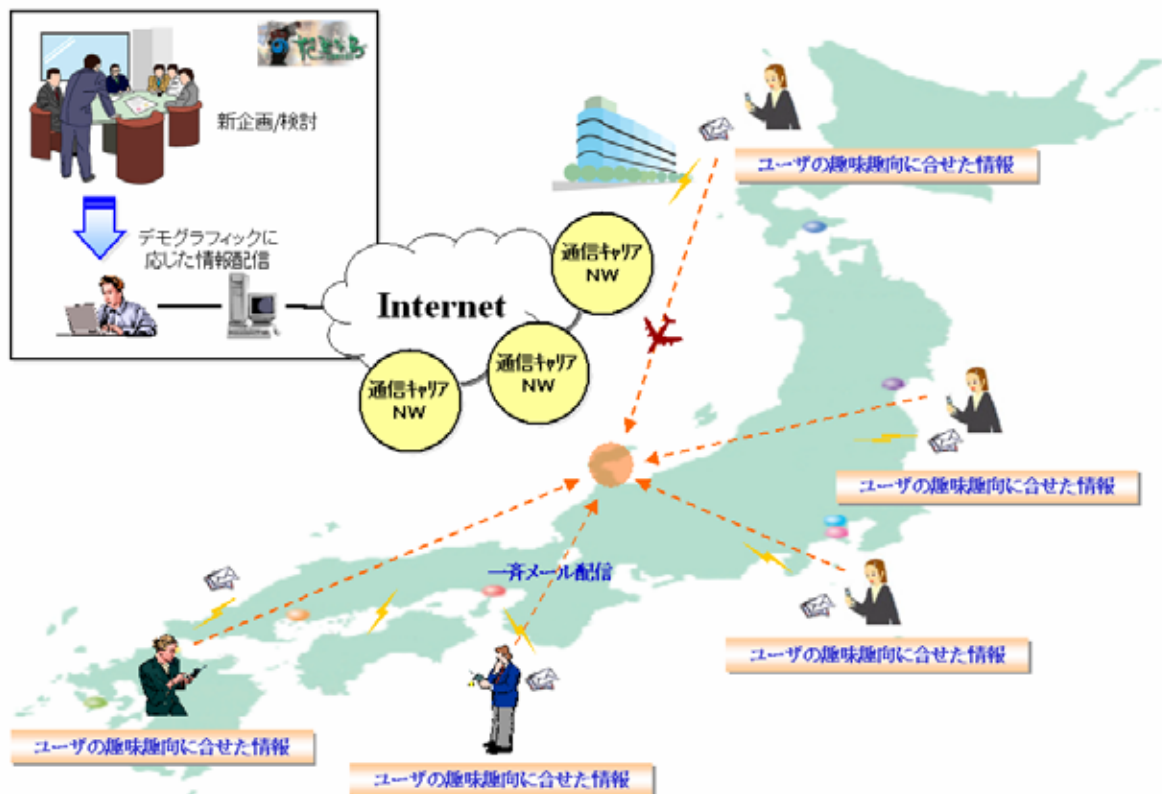 新企画/検討
デモグラフィックに
応じた情報配信
Internet
通信キャリア
NW
通信キャリア
NW
通信キャリア
NW
ユーザの趣味趣向に合せた情報
ユーザの趣味趣向に合せた情報
一斉メール配信
ユーザの趣味趣向に合せた情報
ユーザの趣味趣向に合せた情報
ユーザの趣味趣向に合せた情報